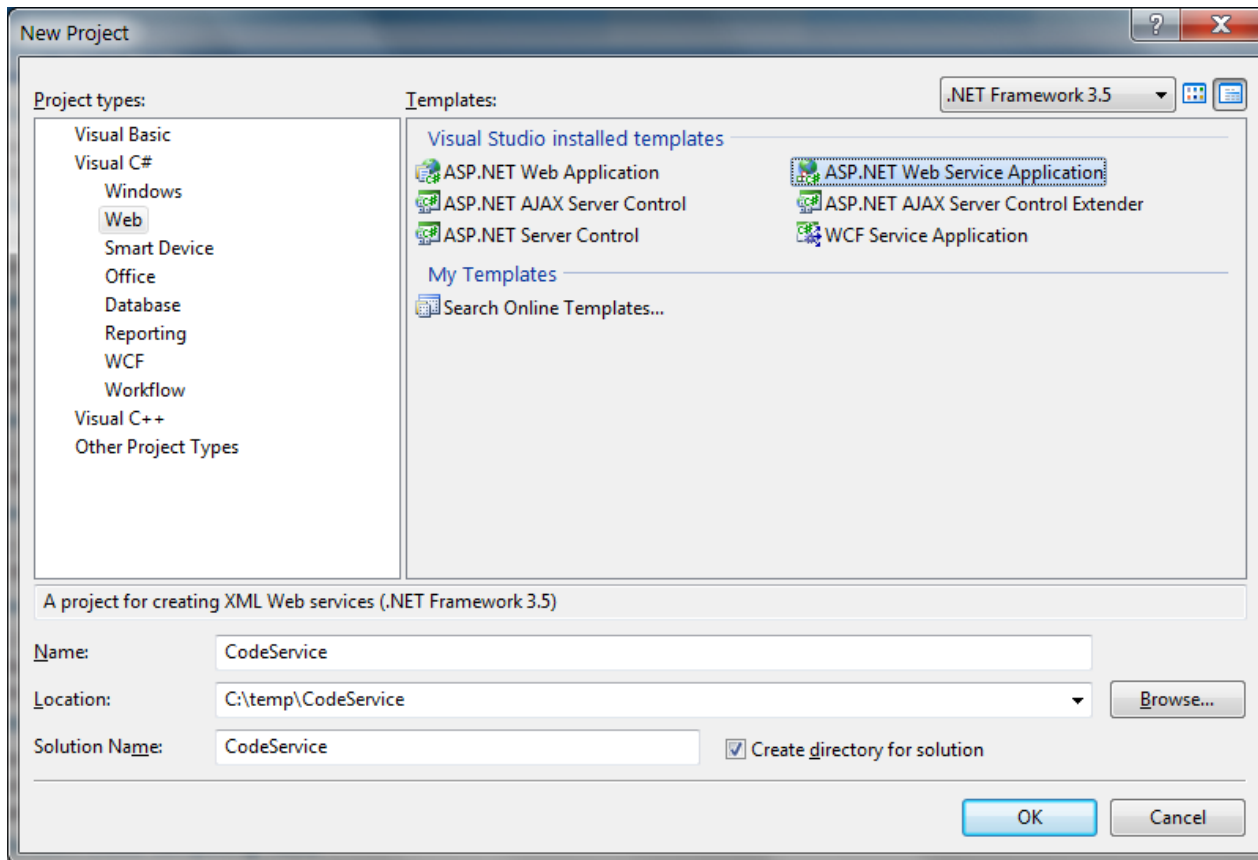 New Project
Project types:
Templates:
.NET Framework 3.5
Visual Basic
Visual C#
Windows
Web
Smart Device
Office
Database
Reporting
WCF
Workflow
Visual C++
Other Project Types
Visual Studio installed templates
ASP.NET Web Application
ASP.NET Web Service Application
ASP.NET AJAX Server Control
ASP.NET AJAX Server Control Extender
ASP.NET Server Control
WCF Service Application
My Templates
Search Online Templates...
A project for creating XML Web services (.NET Framework 3.5)
Name:
CodeService
Location:
C:\temp\CodeService
Browse...
Solution Name:
CodeService
Create directory for solution
OK
Cancel